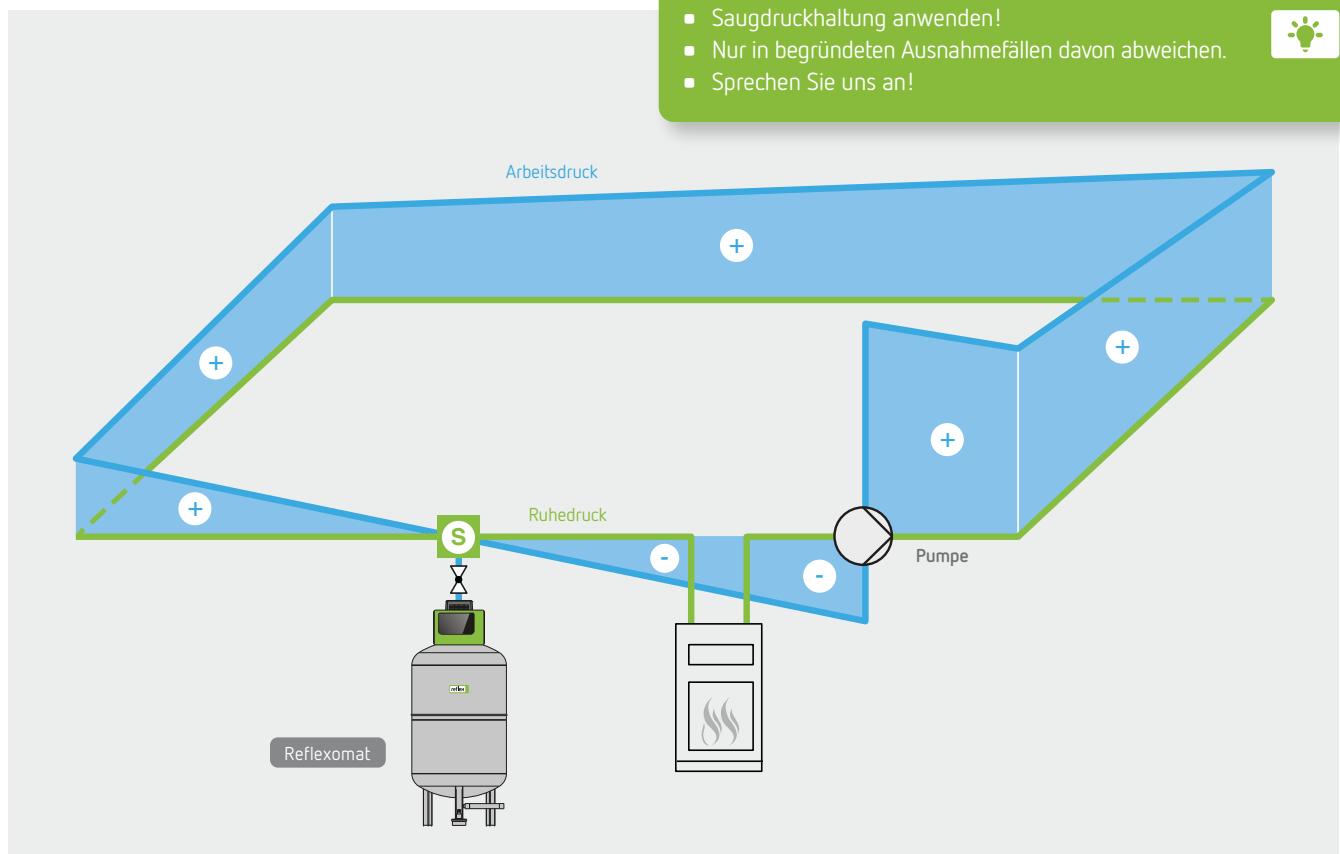 Saugdruckhaltung anwenden!
Nur in begründeten Ausnahmefällen davon abweichen.
Sprechen Sie uns an!
Arbeitsdruck
+
+
+
+
+
Ruhedruck
S
-
-
Pumpe
reflex
Reflexomat